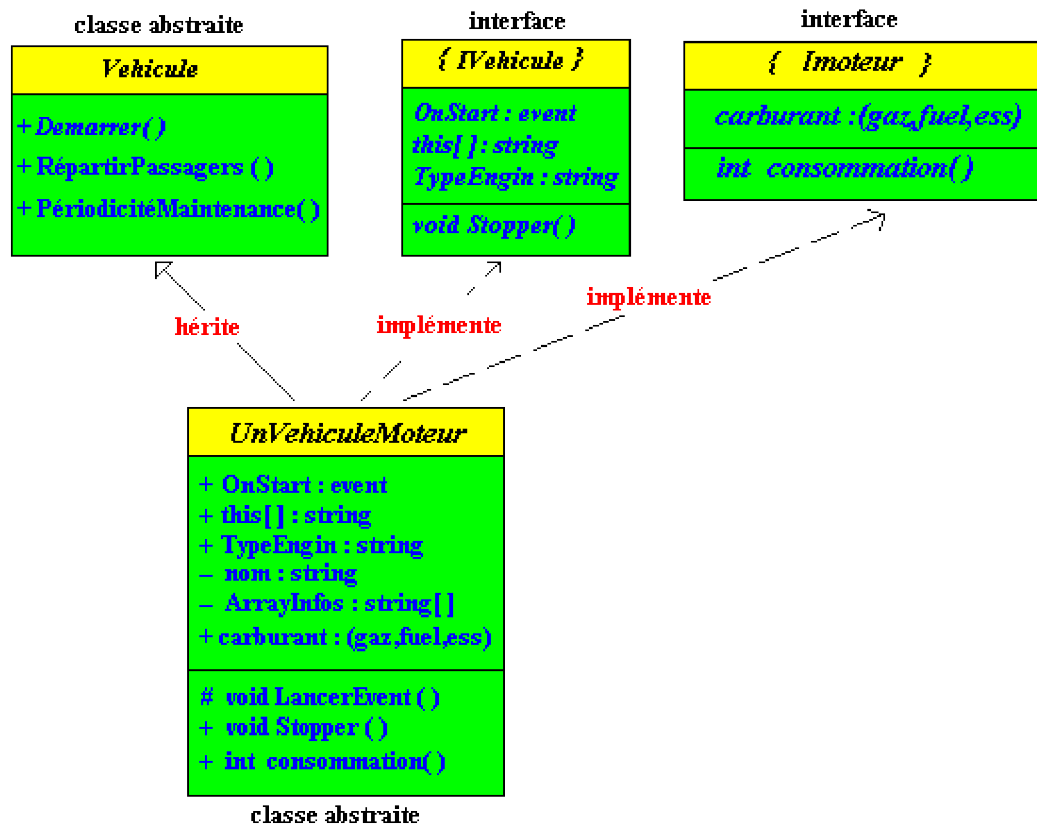 classe abstraite
Vehicule
+ Demarrer()
+ RépartirPassagers ()
+ PériodicitéMaintenance()
interface
{ IVehicule }
OnStart : event
this[ ] : string
TypeEngin : string
void Stopper()
interface
{ Imoteur }
carburant :(gaz,fuel,ess)
int consommation()
hérite
implémente
implémente
UnVehiculeMoteur
+ OnStart : event
+ this[ ] : string
+ TypeEngin : string
– nom : string
– ArrayInfos : string[ ]
+ carburant : (gaz,fuel,ess)
# void LancerEvent ()
+ void Stopper ()
+ int consommation()
classe abstraite